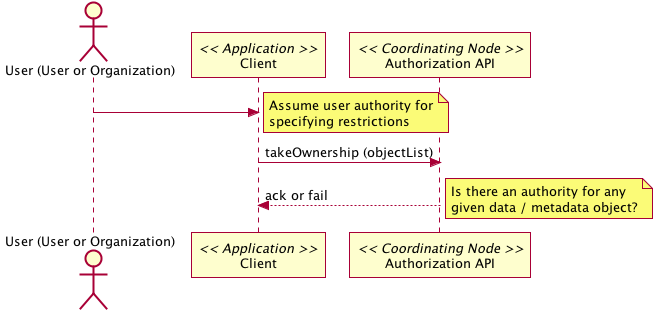 User (User or Organization)
<< Application >>
Client
<< Coordinating Node >>
Authorization API
Assume user authority for
specifying restrictions
takeOwnership (objectList)
ack or fail
Is there an authority for any
given data / metadata object?
User (User or Organization)
<< Application >>
Client
<< Coordinating Node >>
Authorization API